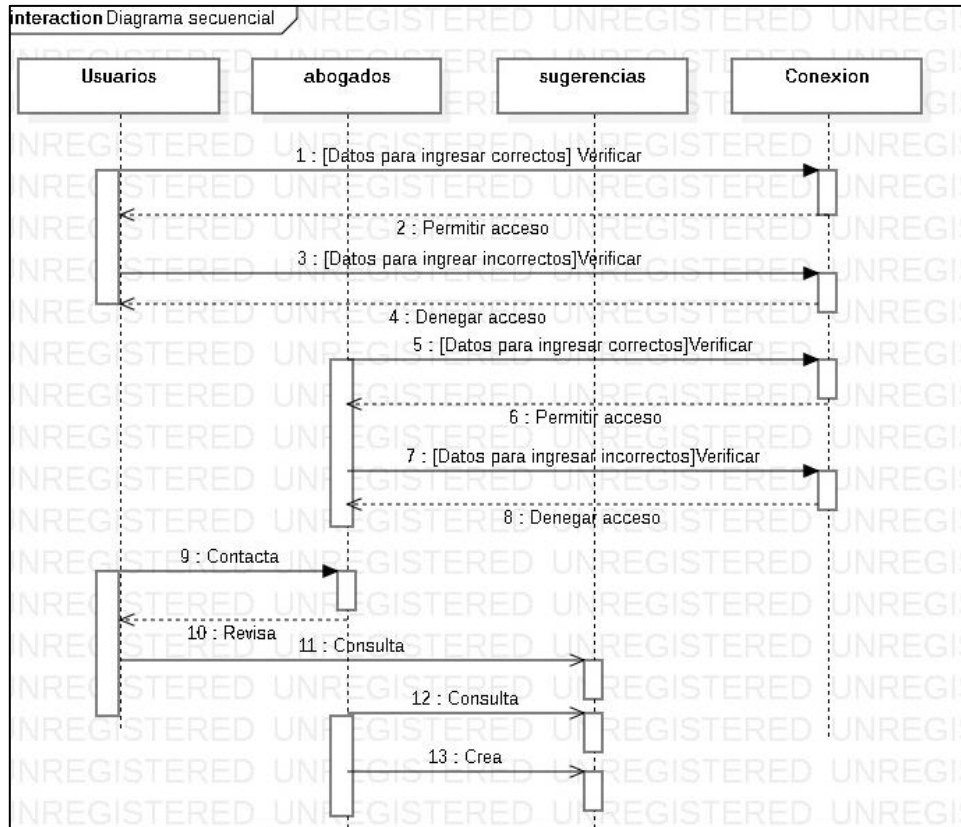 interaction Diagrama secuencial
Usuarios
abogados
sugerencias
Conexion
1 : [Datos para ingresar correctos] Verificar
2 : Permitir acceso
3 : [Datos para ingrear incorrectos]Verificar
4 : Denegar acceso
5 : [Datos para ingresar correctos]Verificar
6 : Permitir acceso
7 : [Datos para ingresar incorrectos]Verificar
8 : Denegar acceso
9 : Contacta
10 : Revisa
11 : Consulta
12 : Consulta
13 : Crea
UNREGISTERED